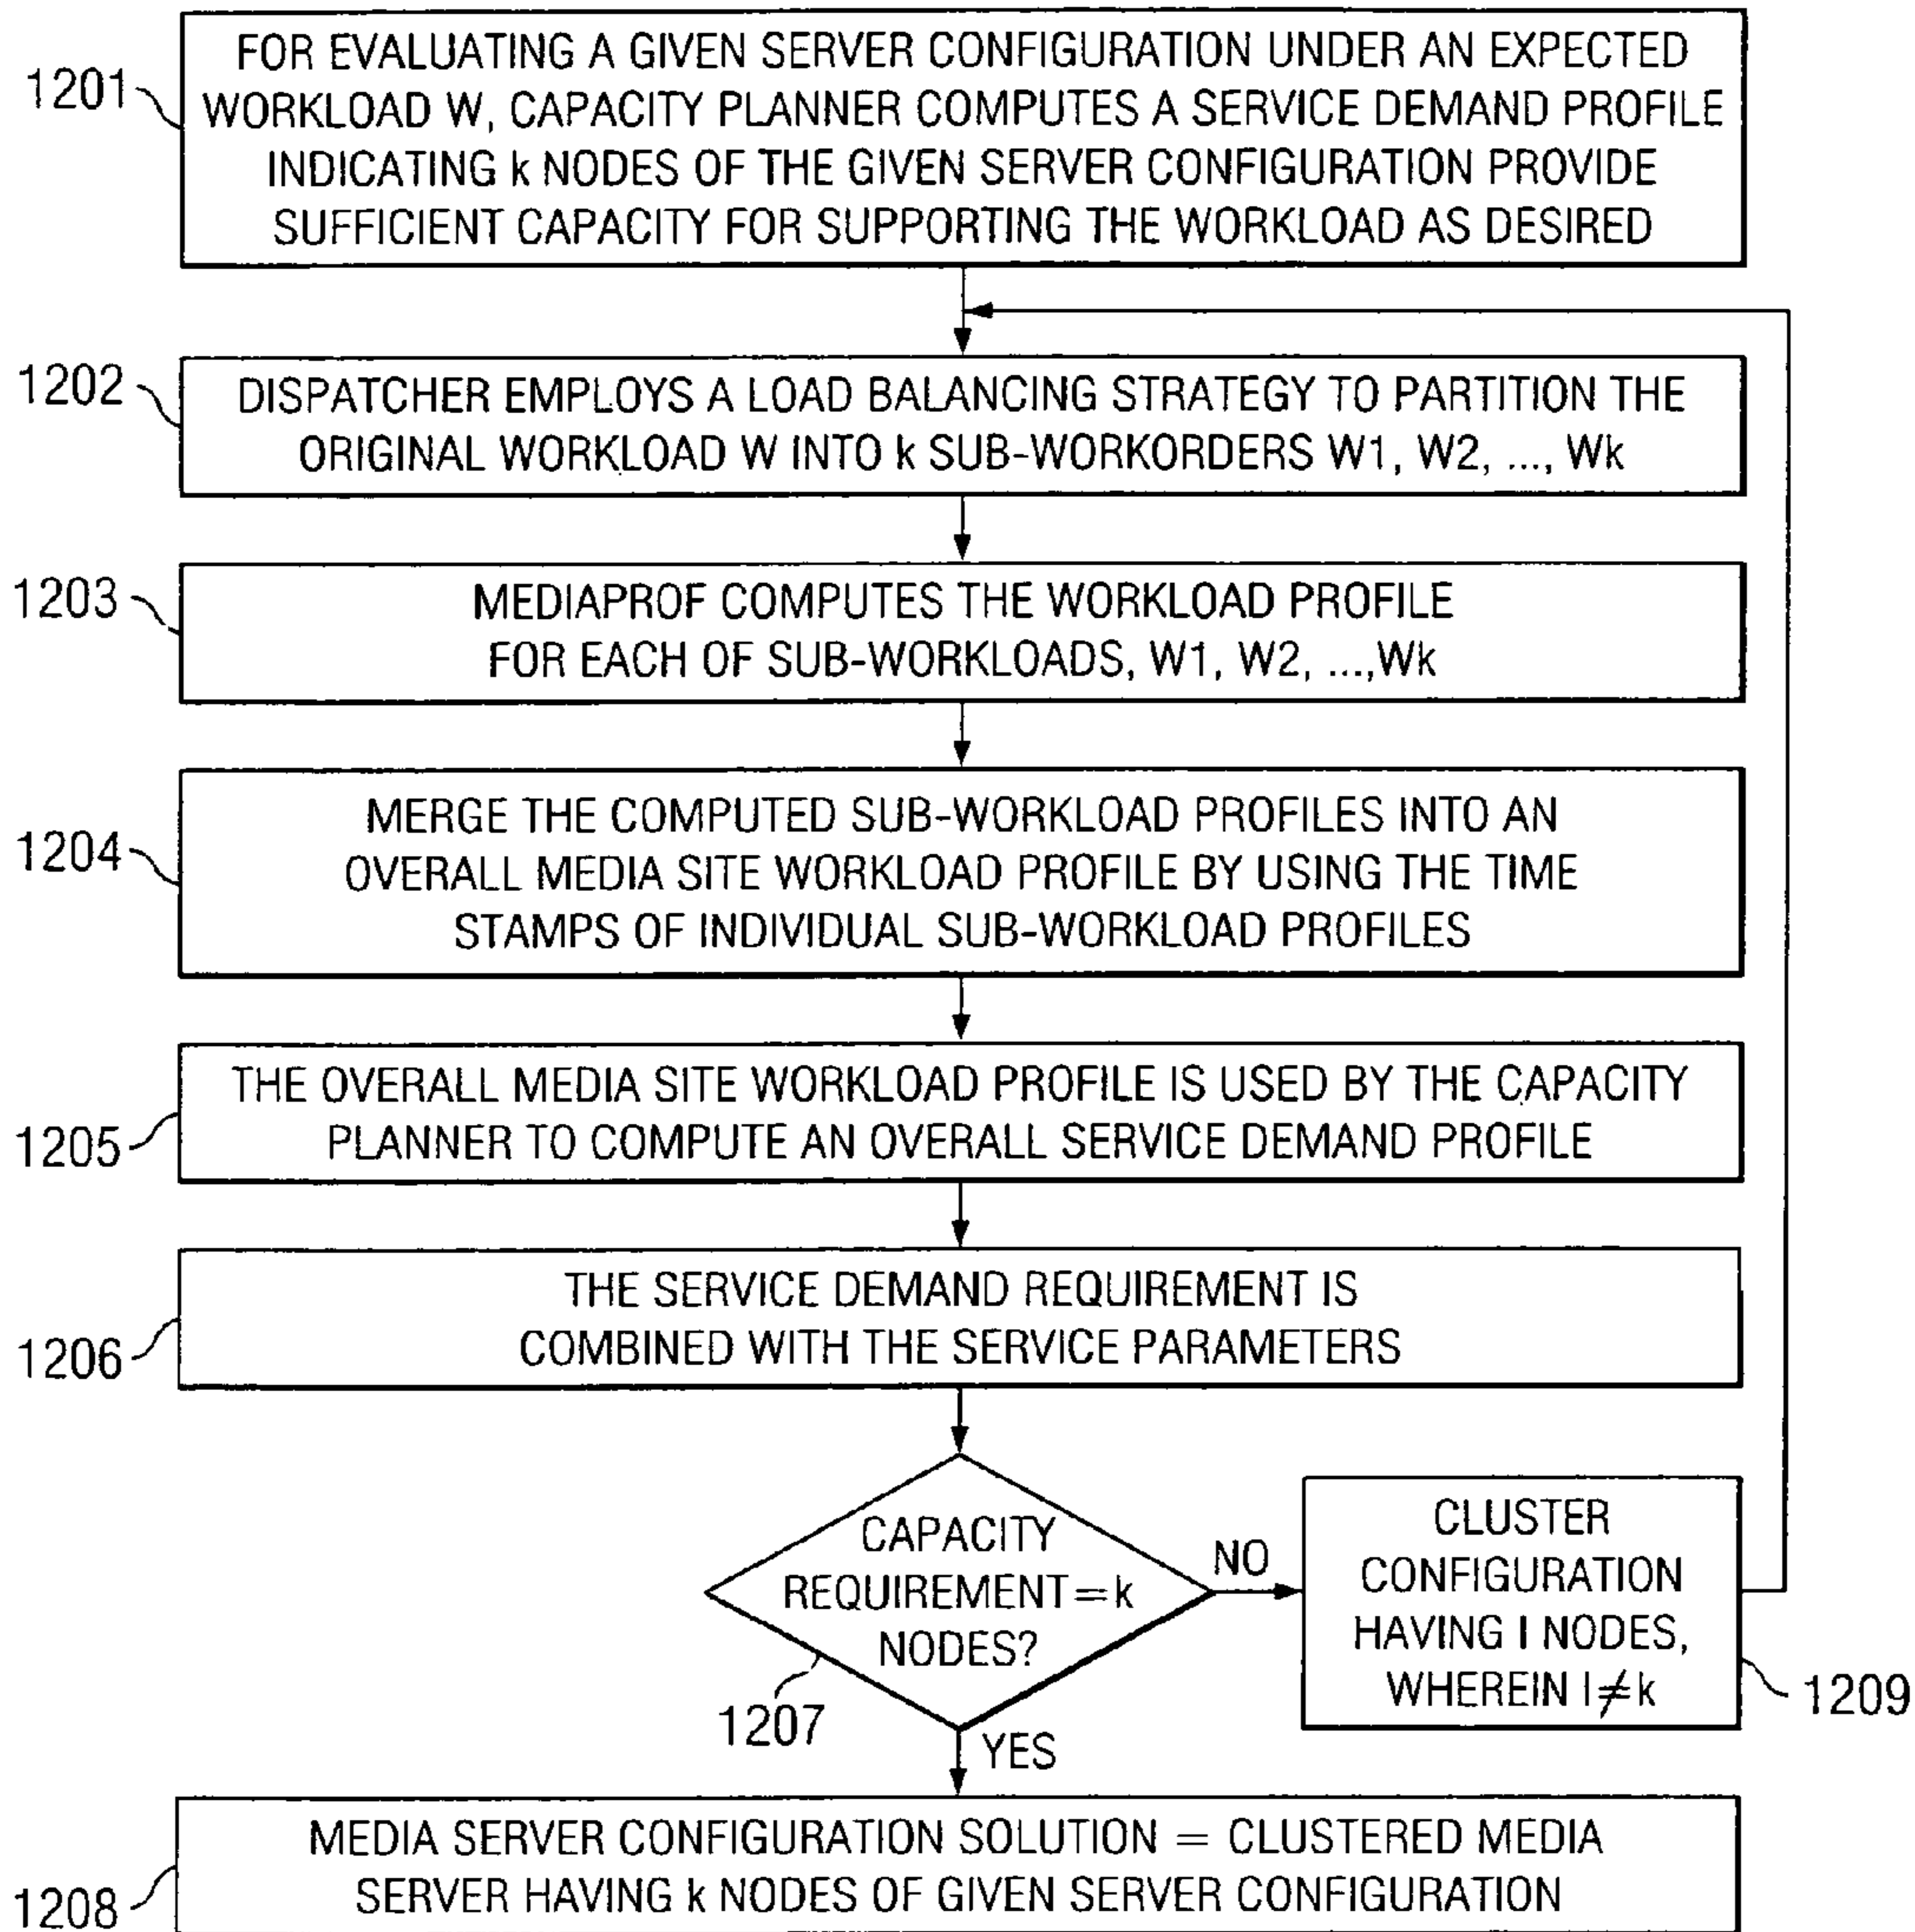 1201
FOR EVALUATING A GIVEN SERVER CONFIGURATION UNDER AN EXPECTED
WORKLOAD W, CAPACITY PLANNER COMPUTES A SERVICE DEMAND PROFILE
INDICATING k NODES OF THE GIVEN SERVER CONFIGURATION PROVIDE
SUFFICIENT CAPACITY FOR SUPPORTING THE WORKLOAD AS DESIRED
1202
DISPATCHER EMPLOYS A LOAD BALANCING STRATEGY TO PARTITION THE
ORIGINAL WORKLOAD W INTO k SUB-WORKORDERS W1, W2, ..., Wk
1203
MEDIAPROF COMPUTES THE WORKLOAD PROFILE
FOR EACH OF SUB-WORKLOADS, W1, W2, ...,Wk
1204
MERGE THE COMPUTED SUB-WORKLOAD PROFILES INTO AN
OVERALL MEDIA SITE WORKLOAD PROFILE BY USING THE TIME
STAMPS OF INDIVIDUAL SUB-WORKLOAD PROFILES
1205
THE OVERALL MEDIA SITE WORKLOAD PROFILE IS USED BY THE CAPACITY
PLANNER TO COMPUTE AN OVERALL SERVICE DEMAND PROFILE
1206
THE SERVICE DEMAND REQUIREMENT IS
COMBINED WITH THE SERVICE PARAMETERS
CAPACITY
REQUIREMENT=k
NODES?
1207
NO
CLUSTER
CONFIGURATION
HAVING l NODES,
WHEREIN l≠k
1209
YES
1208
MEDIA SERVER CONFIGURATION SOLUTION = CLUSTERED MEDIA
SERVER HAVING k NODES OF GIVEN SERVER CONFIGURATION